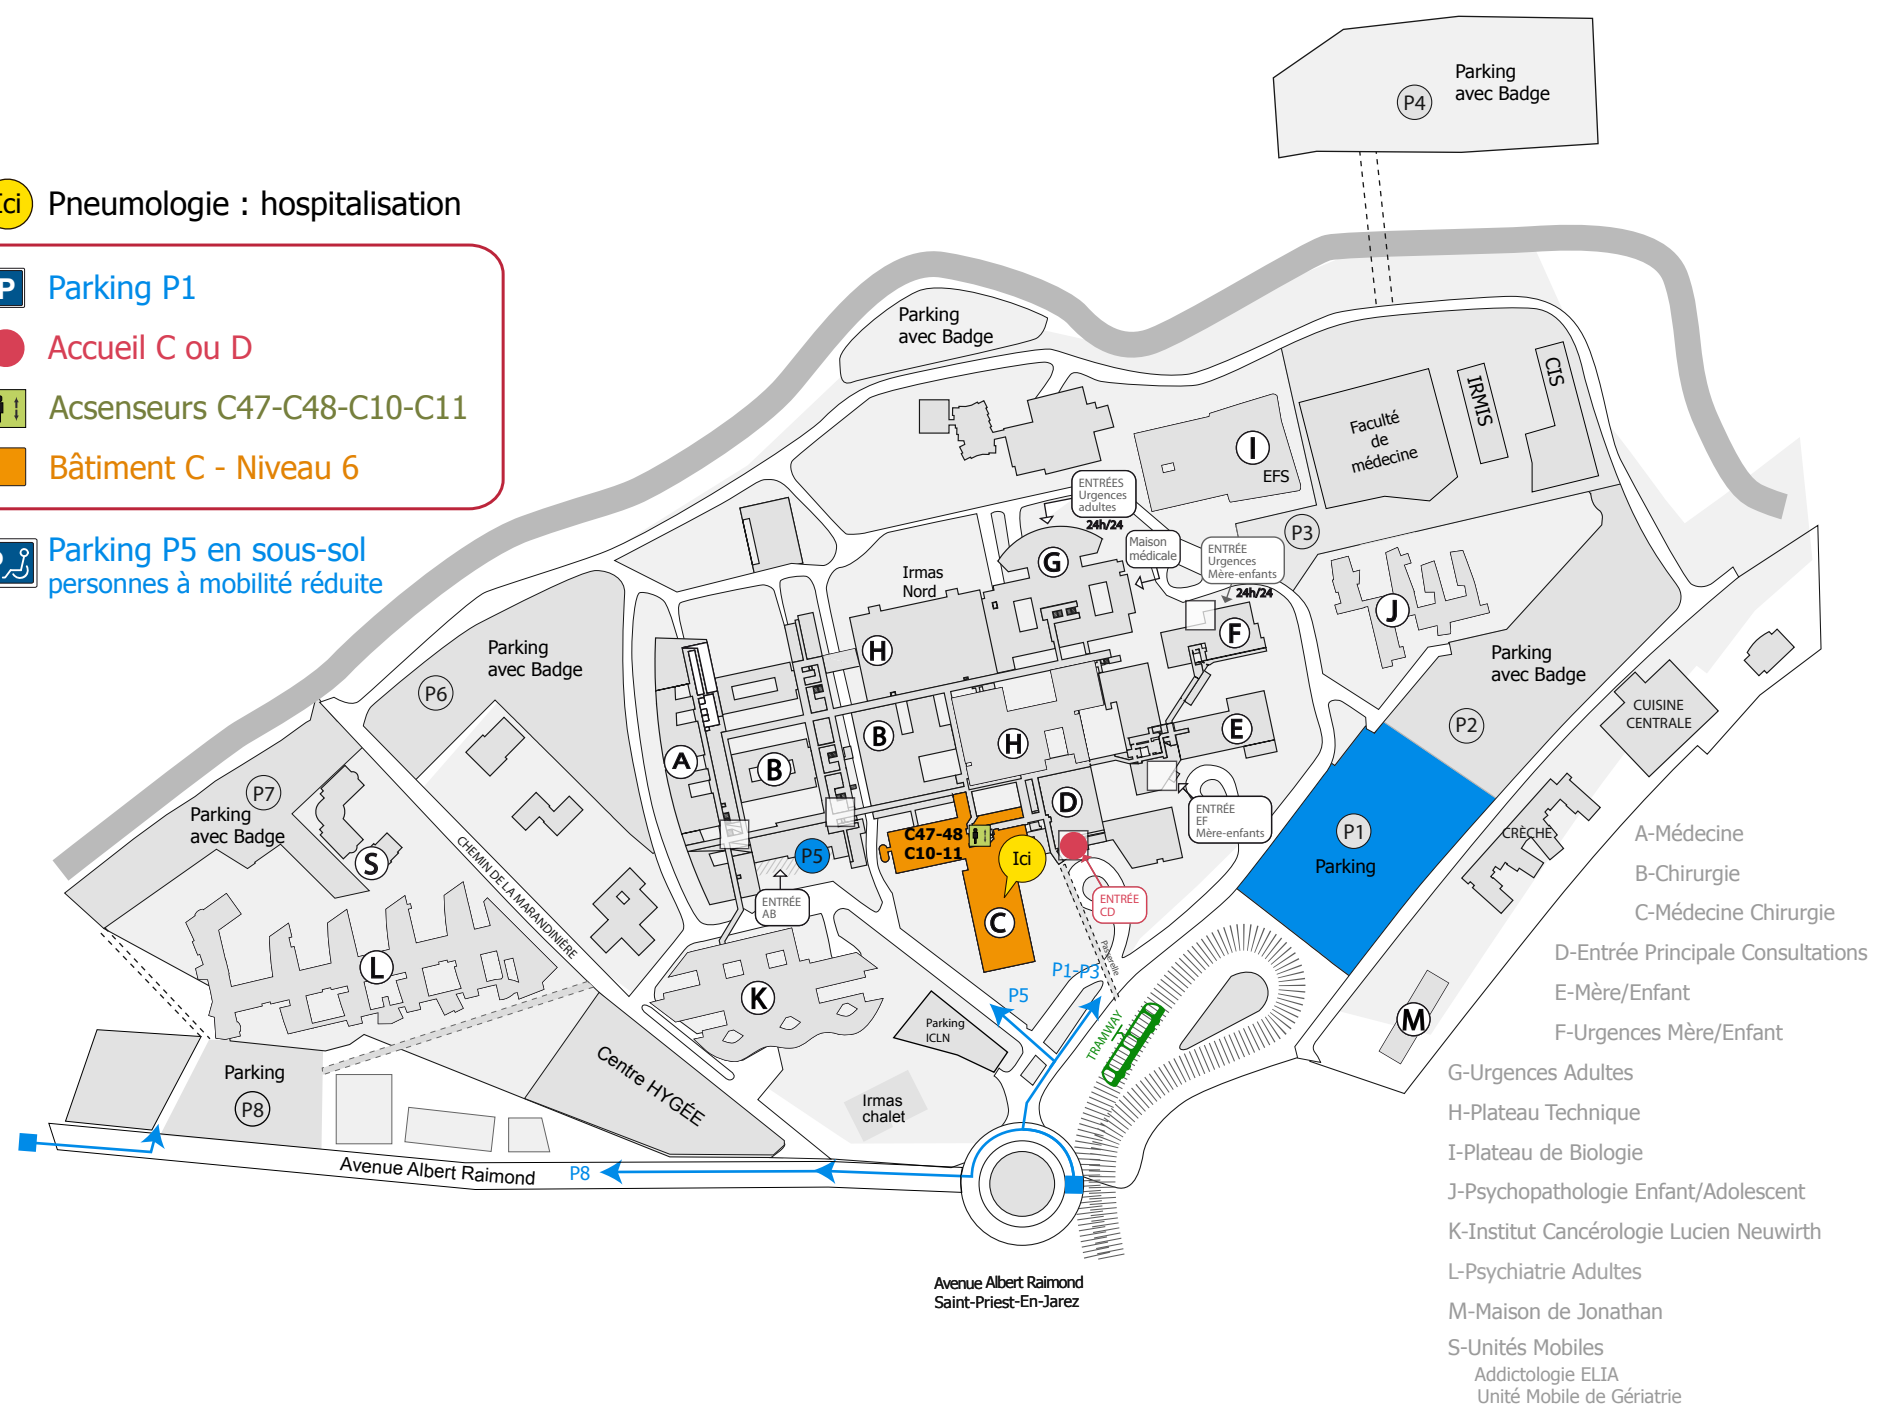 Ici Pneumologie : hospitalisation
P Parking P1
Accueil C ou D
Acsenseurs C47-C48-C10-C11
Bâtiment C - Niveau 6
P Parking P5 en sous-sol
personnes à mobilité réduite
P4
Parking
avec Badge
Parking
avec Badge
IRMIS
CIS
Faculté
de
médecine
I
EFS
ENTRÉES
Urgences
adultes
24h/24
P3
Maison
médicale
ENTRÉE
Urgences
Mère-enfants
24h/24
G
Irmas
Nord
J
F
H
Parking
avec Badge
P6
Parking
avec Badge
P2
CUISINE
CENTRALE
A
B
B
H
E
D
P7
Parking
avec Badge
ENTRÉE
EF
Mère-enfants
P1
Parking
CRÈCHE
C47-48
C10-11
Ici
P5
S
CHEMIN DE LA MARANDINIÈRE
ENTRÉE
AB
ENTRÉE
CD
C
Passerelle
L
K
P1-P3
P5
TRAMWAY
M
Parking
ICLN
Centre HYGÉE
Irmas
chalet
Parking
P8
Avenue Albert Raimond
P8
Avenue Albert Raimond
Saint-Priest-En-Jarez
A-Médecine
B-Chirurgie
C-Médecine Chirurgie
D-Entrée Principale Consultations
E-Mère/Enfant
F-Urgences Mère/Enfant
G-Urgences Adultes
H-Plateau Technique
I-Plateau de Biologie
J-Psychopathologie Enfant/Adolescent
K-Institut Cancérologie Lucien Neuwirth
L-Psychiatrie Adultes
M-Maison de Jonathan
S-Unités Mobiles
Addictologie ELIA
Unité Mobile de Gériatrie